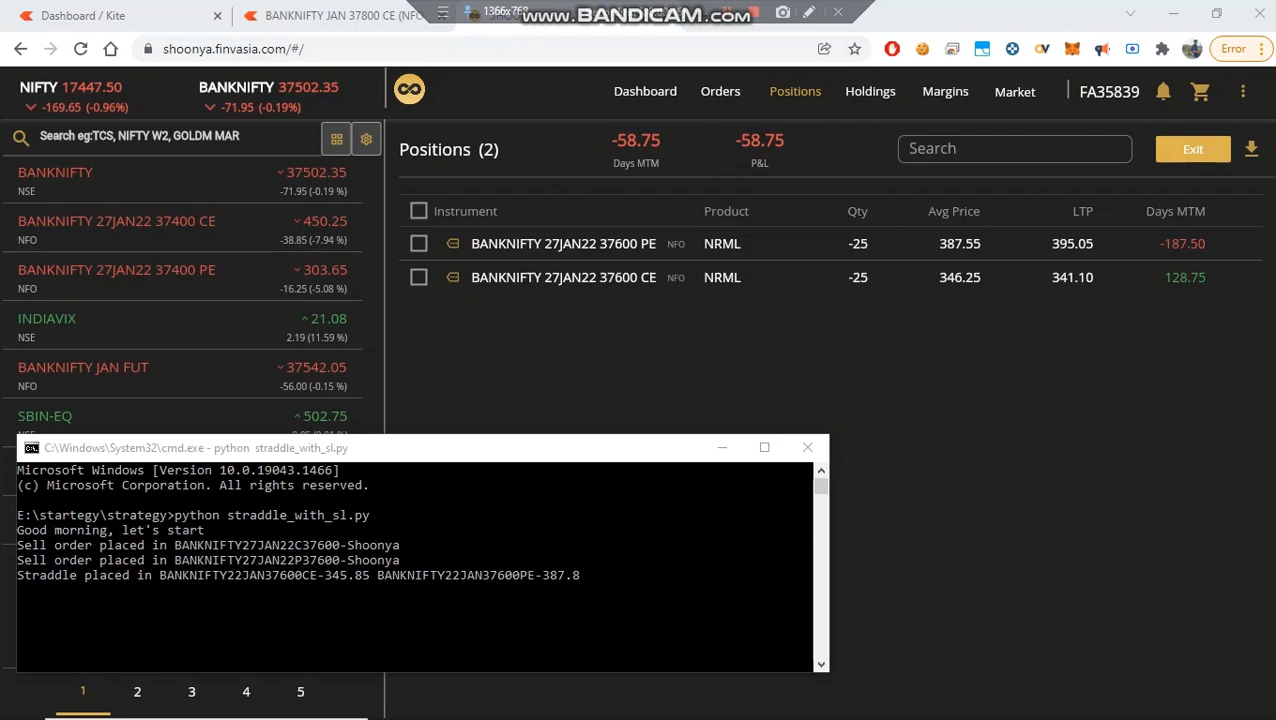 Dashboard / Kite
BANKNIFTY JAN 37800 CE (NFO
1366x768
www.BANDICAM.com
shoonya.finvasia.com/#/
Error
NIFTY 17447.50
-169.65 (-0.96%)
BANKNIFTY 37502.35
-71.95 (-0.19%)
Dashboard
Orders
Positions
Holdings
Margins
Market
FA35839
Search eg:TCS, NIFTY W2, GOLDM MAR
Positions (2)
-58.75
Days MTM
-58.75
P&L
Search
Exit
BANKNIFTY 37502.35
NSE -71.95 (-0.19 %)
BANKNIFTY 27JAN22 37400 CE 450.25
NFO -38.85 (-7.94 %)
BANKNIFTY 27JAN22 37400 PE 303.65
NFO -16.25 (-5.08 %)
INDIAVIX 21.08
NSE 2.19 (11.59 %)
BANKNIFTY JAN FUT 37542.05
NFO -56.00 (-0.15 %)
SBIN-EQ 502.75
Instrument Product Qty Avg Price LTP Days MTM
BANKNIFTY 27JAN22 37600 PE NFO NRML -25 387.55 395.05 -187.50
BANKNIFTY 27JAN22 37600 CE NFO NRML -25 346.25 341.10 128.75
C:\Windows\System32\cmd.exe - python straddle_with_sl.py
Microsoft Windows [Version 10.0.19043.1466]
(c) Microsoft Corporation. All rights reserved.
E:\startegy\strategy>python straddle_with_sl.py
Good morning, let's start
Sell order placed in BANKNIFTY27JAN22C37600-Shoonya
Sell order placed in BANKNIFTY27JAN22P37600-Shoonya
Straddle placed in BANKNIFTY22JAN37600CE-345.85 BANKNIFTY22JAN37600PE-387.8
1 2 3 4 5